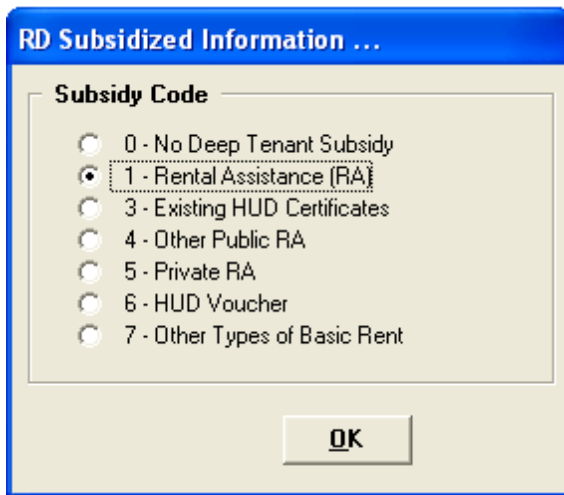 RD Subsidized Information ...
Subsidy Code
0 - No Deep Tenant Subsidy
1 - Rental Assistance (RA)
3 - Existing HUD Certificates
4 - Other Public RA
5 - Private RA
6 - HUD Voucher
7 - Other Types of Basic Rent
OK